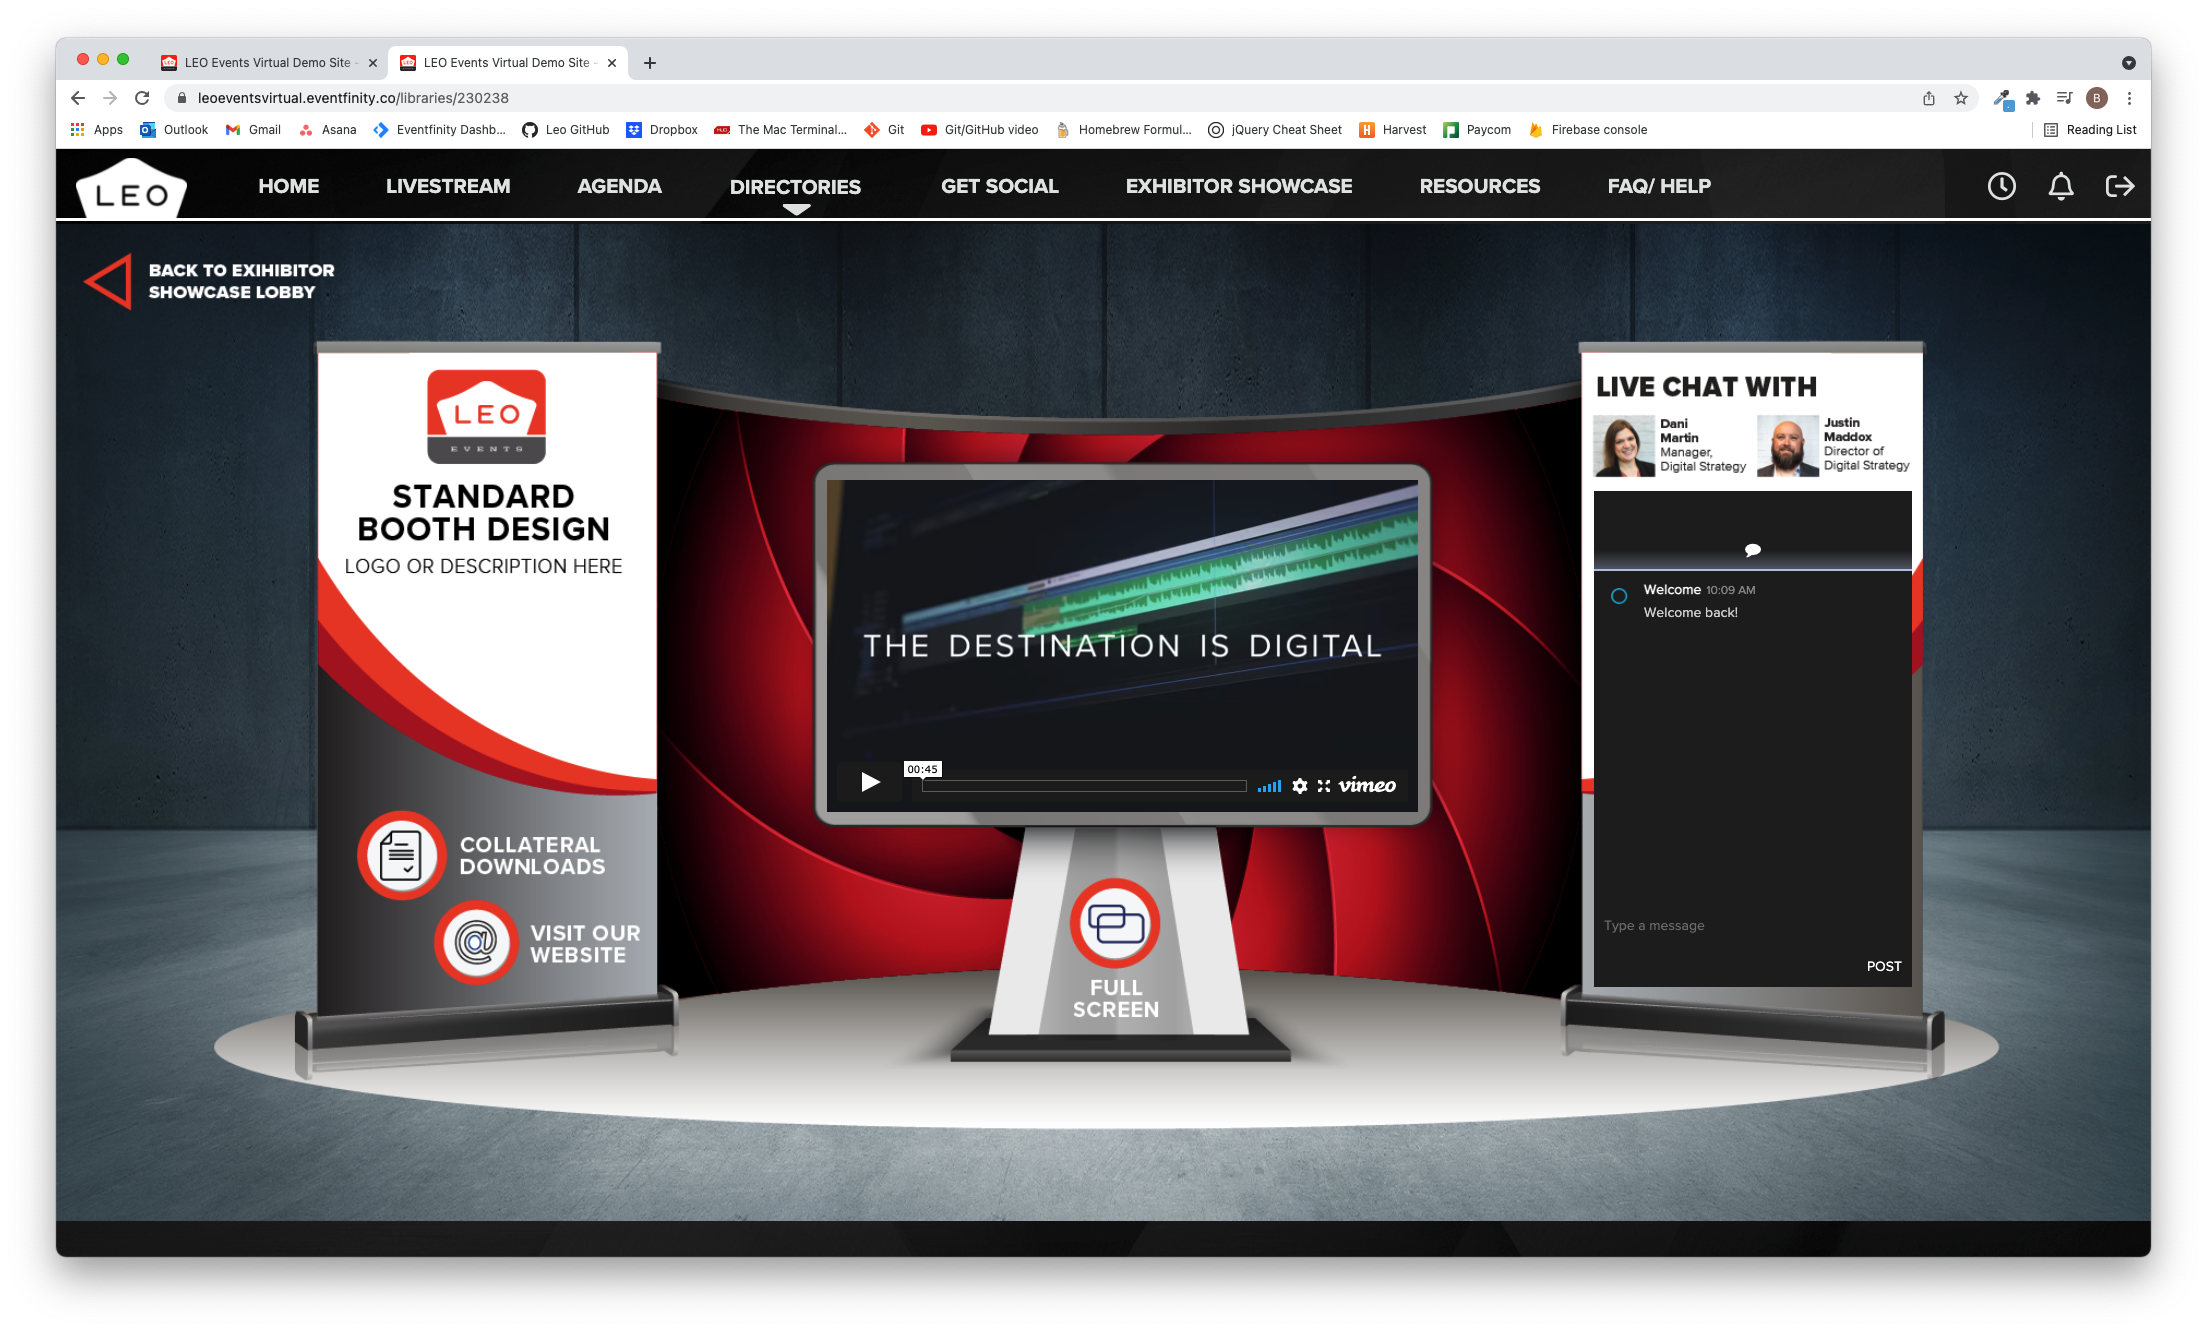 LEO Events Virtual Demo Site -
LEO Events Virtual Demo Site -
leoeventsvirtual.eventfinity.co/libraries/230238
B
Apps
Outlook
Gmail
Asana
Eventfinity Dashb...
Leo GitHub
Dropbox
The Mac Terminal...
Git
Git/GitHub video
Homebrew Formul...
jQuery Cheat Sheet
Harvest
Paycom
Firebase console
Reading List
LEO
HOME
LIVESTREAM
AGENDA
DIRECTORIES
GET SOCIAL
EXHIBITOR SHOWCASE
RESOURCES
FAQ/ HELP
BACK TO EXIHIBITOR
SHOWCASE LOBBY
LEO
EVENTS
STANDARD
BOOTH DESIGN
LOGO OR DESCRIPTION HERE
COLLATERAL
DOWNLOADS
@
VISIT OUR
WEBSITE
THE DESTINATION IS DIGITAL
00:45
vimeo
FULL
SCREEN
LIVE CHAT WITH
Dani
Martin
Manager,
Digital Strategy
Justin
Maddox
Director of
Digital Strategy
Welcome 10:09 AM
Welcome back!
Type a message
POST